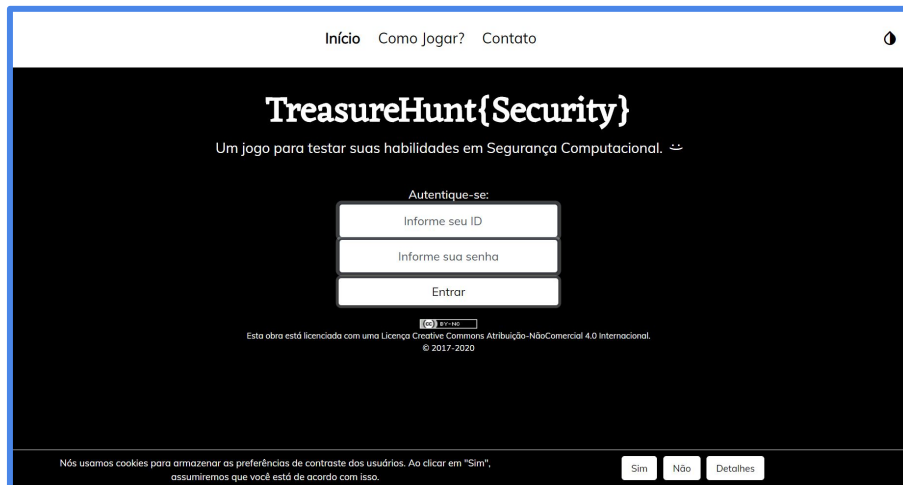 Início Como Jogar? Contato
TreasureHunt{Security}
Um jogo para testar suas habilidades em Segurança Computacional.
Autentique-se:
Informe seu ID
Informe sua senha
Entrar
(cc) BY-NC
Esta obra está licenciada com uma Licença Creative Commons Atribuição-NãoComercial 4.0 Internacional.
© 2017-2020
Nós usamos cookies para armazenar as preferências de contraste dos usuários. Ao clicar em "Sim",
assumiremos que você está de acordo com isso.
Sim Não Detalhes